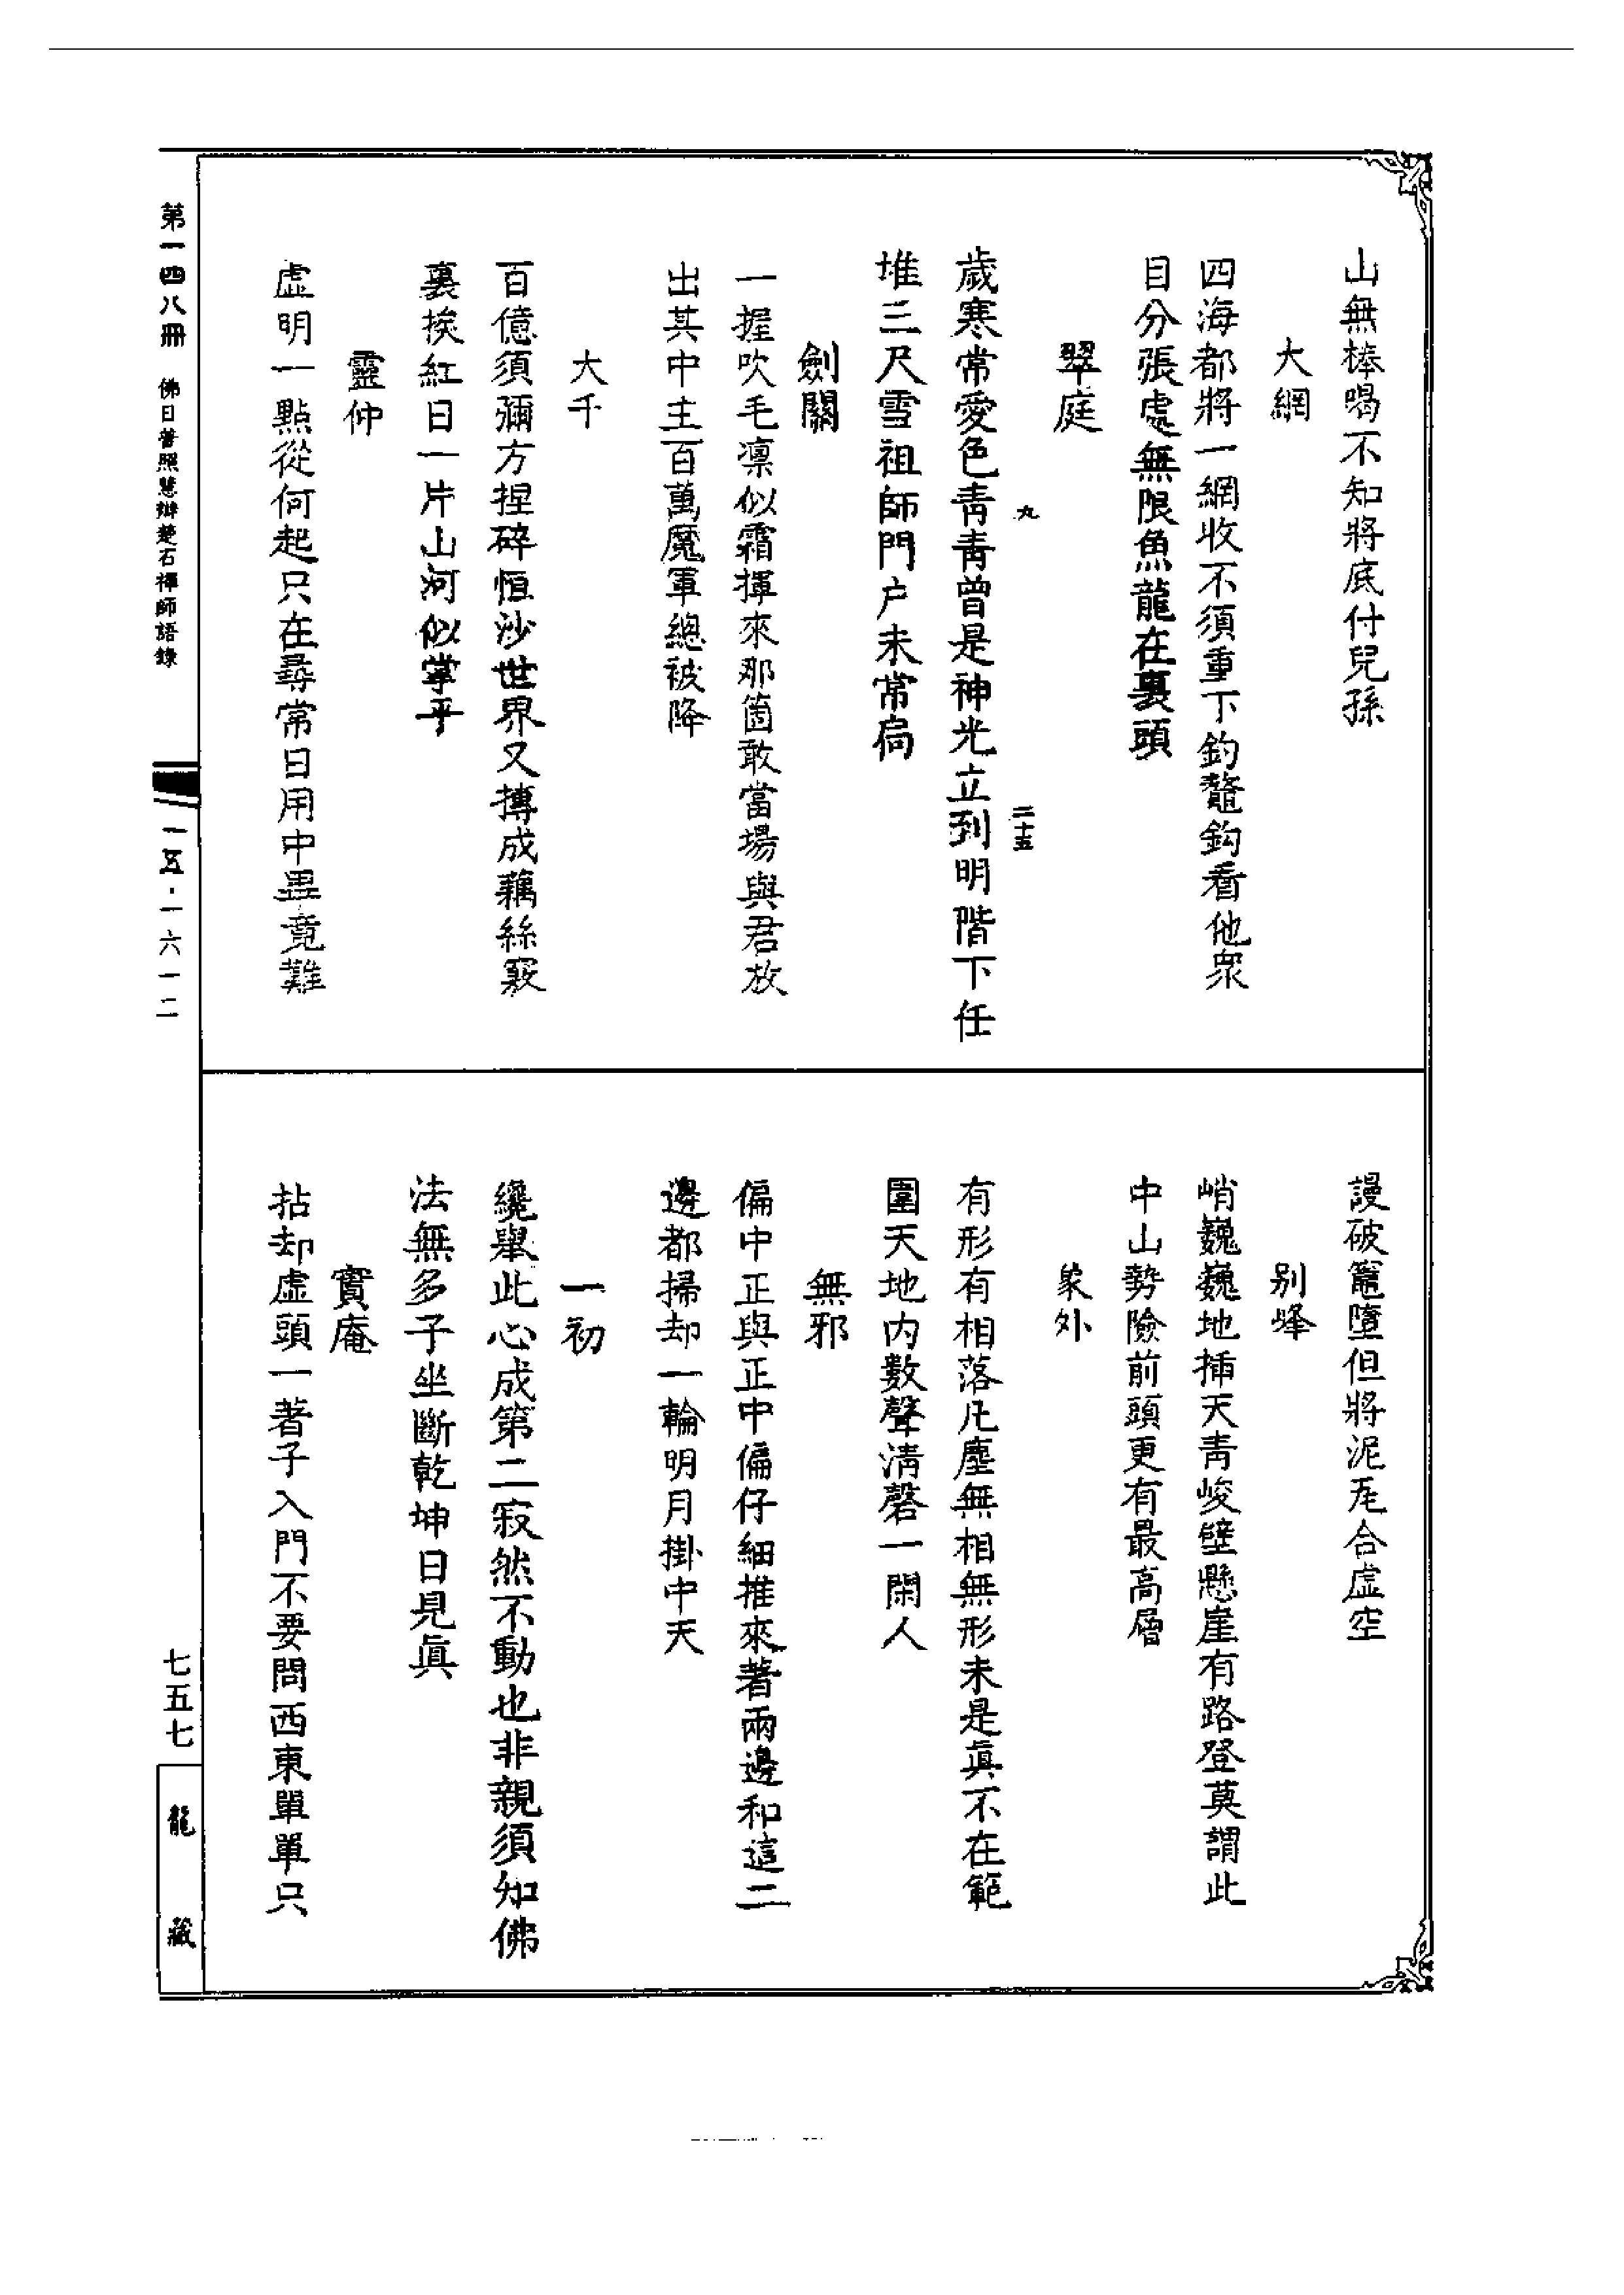 山無棒喝不知將底付兒孫
大網
四海都將一網收不須重下釣鼇鈎看他眾
目分張處無限魚龍在裏頭
翠庭
九
二十五
歲寒常愛色青青曾是神光立到明階下任
堆三尺雪祖師門户未常扃
劍關
一握吹毛凛似霜揮來那箇敢當場與君放
出其中主百萬魔軍總被降
大千
百億須彌方揑碎恒沙世界又摶成藕絲竅
裏挨紅日一片山河似掌平
靈仲
虛明一點從何起只在尋常日用中畢竟難
謾破竈墮但將泥瓦合虛空
别峰
峭巍巍地揷天青峻壁懸崖有路登莫謂此
中山勢險前頭更有最高層
象外
有形有相落凡塵無相無形未是眞不在範
圍天地内數聲清磬一閑人
無邪
偏中正與正中偏仔細推來著兩邊和這二
邊都掃却一輪明月掛中天
一初
纔舉此心成第二寂然不動也非親須知佛
法無多子坐斷乾坤日見眞
實庵
拈却虛頭一著子入門不要問西東單單只
第一四八冊 佛日普照慧辯楚石禪師語錄
一五·一六一二
七五七
龍藏